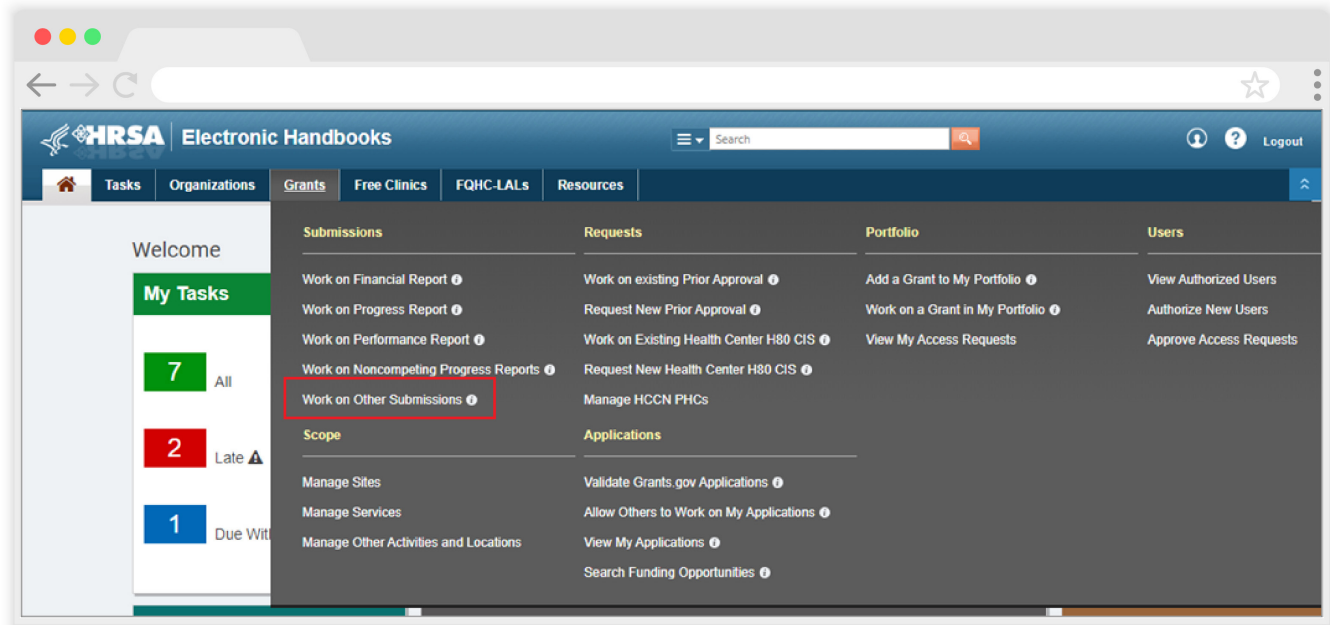 HRSA Electronic Handbooks
Search
Logout
Tasks Organizations Grants Free Clinics FQHC-LALs Resources
Welcome
My Tasks
7 All
2 Late
1 Due Wit
Submissions
Work on Financial Report
Work on Progress Report
Work on Performance Report
Work on Noncompeting Progress Reports
Work on Other Submissions
Scope
Manage Sites
Manage Services
Manage Other Activities and Locations
Requests
Work on existing Prior Approval
Request New Prior Approval
Work on Existing Health Center H80 CIS
Request New Health Center H80 CIS
Manage HCCN PHCs
Applications
Validate Grants.gov Applications
Allow Others to Work on My Applications
View My Applications
Search Funding Opportunities
Portfolio
Add a Grant to My Portfolio
Work on a Grant in My Portfolio
View My Access Requests
Users
View Authorized Users
Authorize New Users
Approve Access Requests